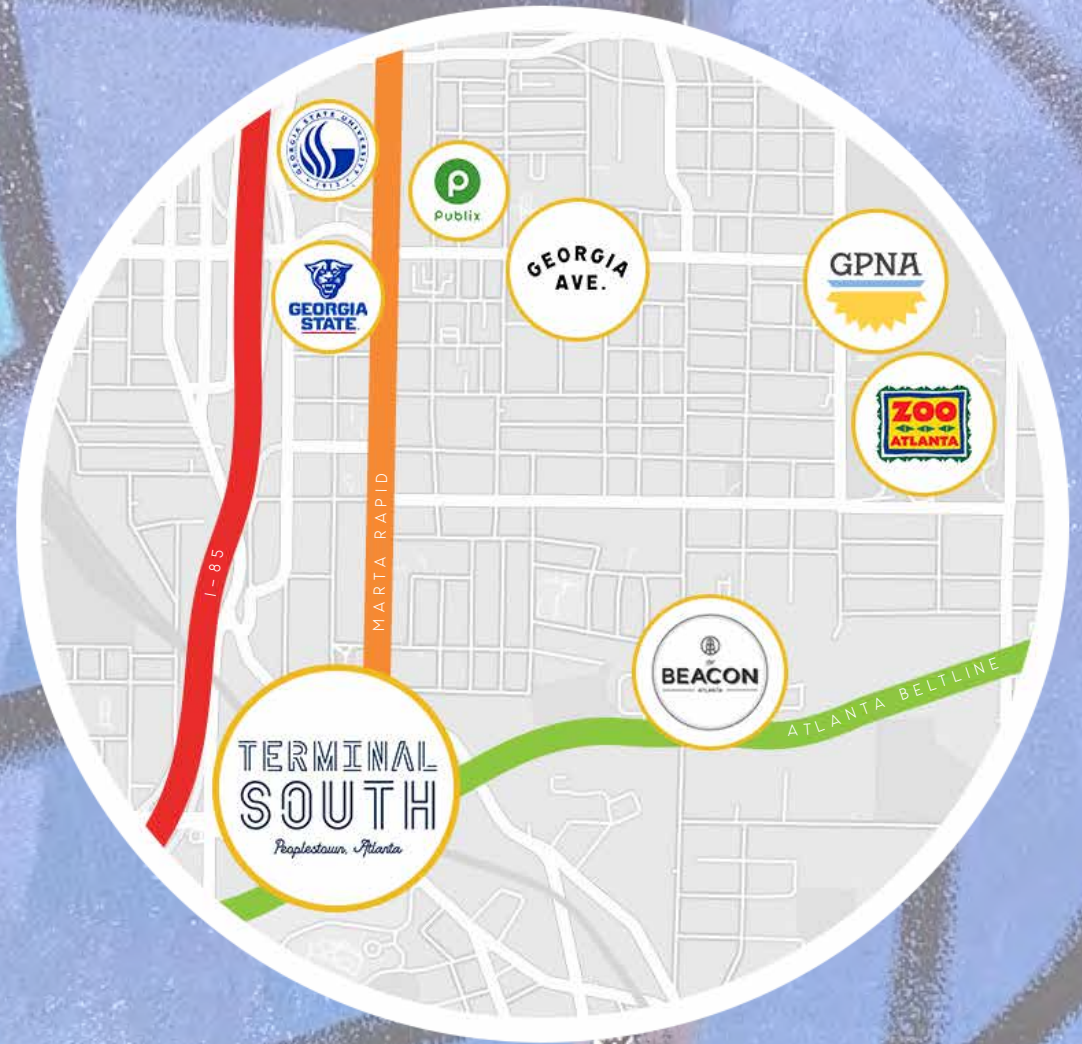 GEORGIA STATE UNIVERSITY
1913
Publix
GEORGIA
AVE.
GPNA
GEORGIA
STATE
ZOO
ATLANTA
MARTA RAPID
I-85
BEACON
ATLANTA
ATLANTA BELTLINE
TERMINAL
SOUTH
Peoplestown, Atlanta